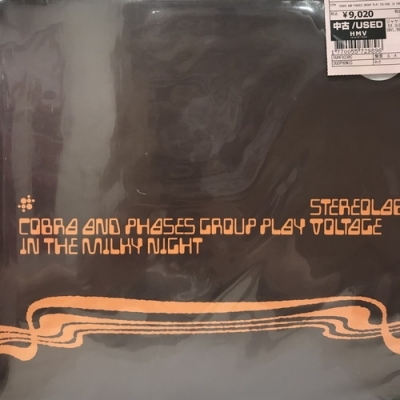 ¥9,020
中古/USED
HMV
STEREOLAB
COBRA AND PHASES GROUP PLAY VOLTAGE
IN THE MILKY NIGHT